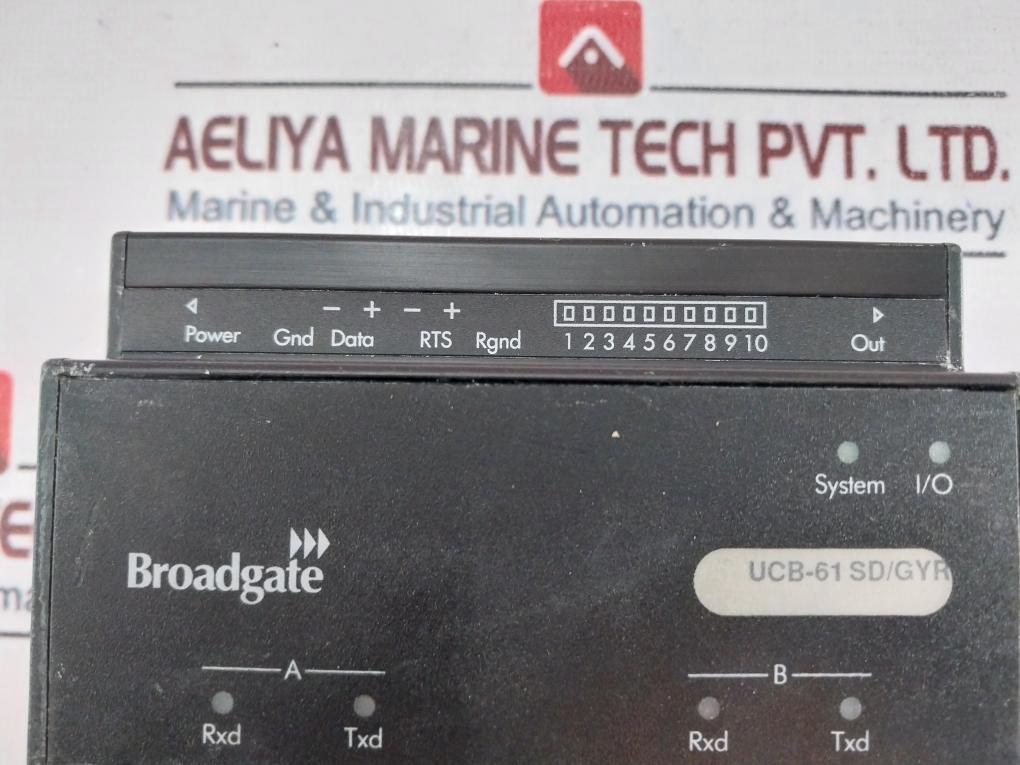 AELIYA MARINE TECH PVT. LTD.
Marine & Industrial Automation & Machinery
− + − +
Power Gnd Data RTS Rgnd 1 2 3 4 5 6 7 8 9 10 Out
System I/O
Broadgate
UCB-61 SD/GYR
A B
Rxd Txd Rxd Txd